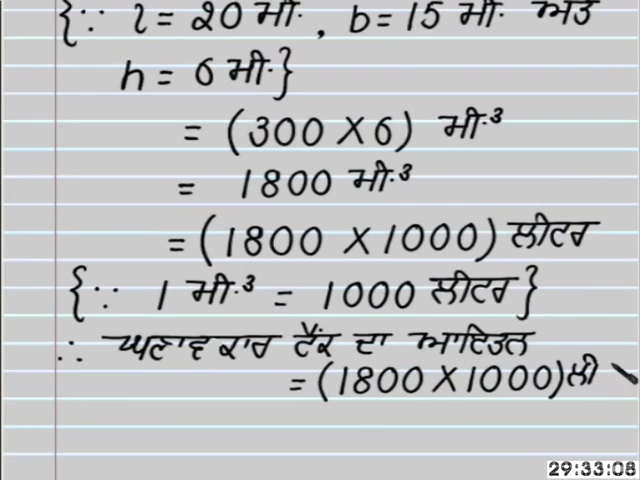 {∵ l = 20 ਮੀ. , b = 15 ਮੀ. ਅਤੇ
h = 6 ਮੀ.}
= (300 X 6) ਮੀ.³
= 1800 ਮੀ.³
= (1800 X 1000) ਲੀਟਰ
{∵ 1 ਮੀ.³ = 1000 ਲੀਟਰ}
∴ ਘਣਾਵਕਾਰ ਟੈਂਕ ਦਾ ਆਇਤਨ
= (1800 X 1000) ਲੀ
29:33:08